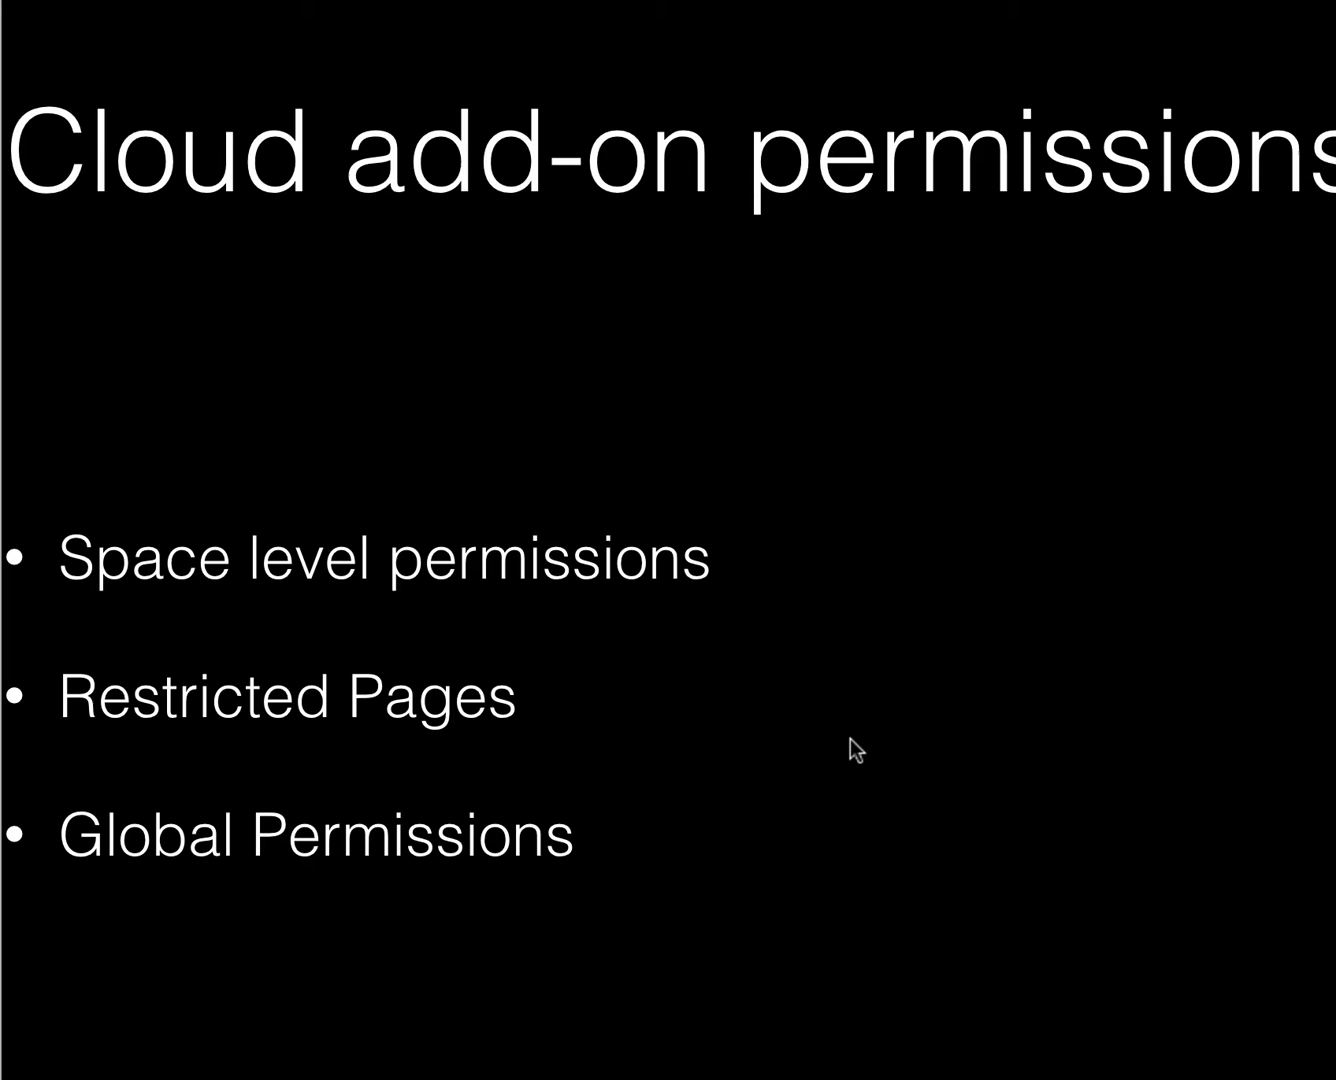 Cloud add-on permissions
• Space level permissions
• Restricted Pages
• Global Permissions